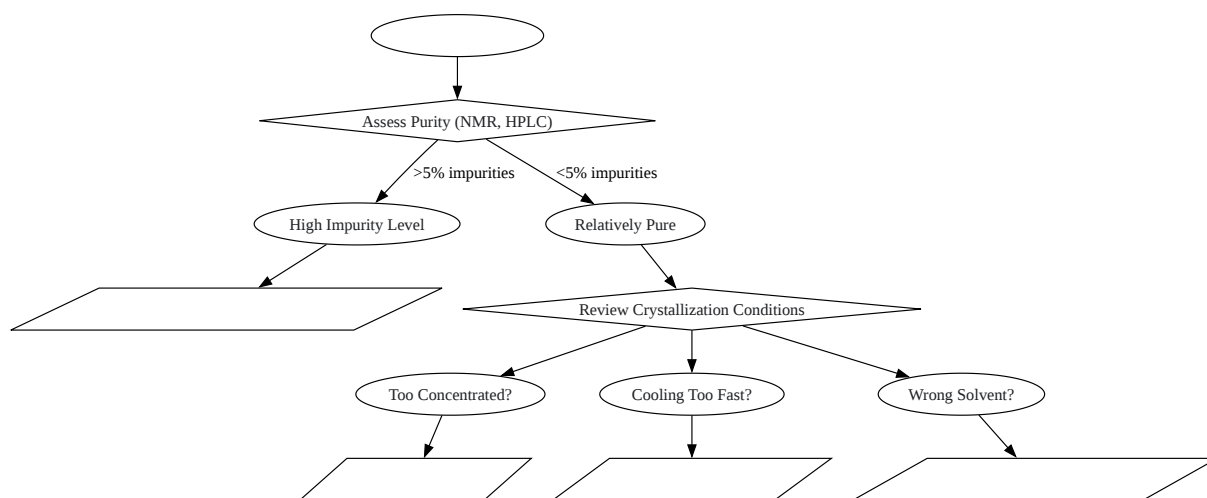 Assess Purity (NMR, HPLC)
>5% impurities
<5% impurities
High Impurity Level
Relatively Pure
Review Crystallization Conditions
Too Concentrated?
Cooling Too Fast?
Wrong Solvent?